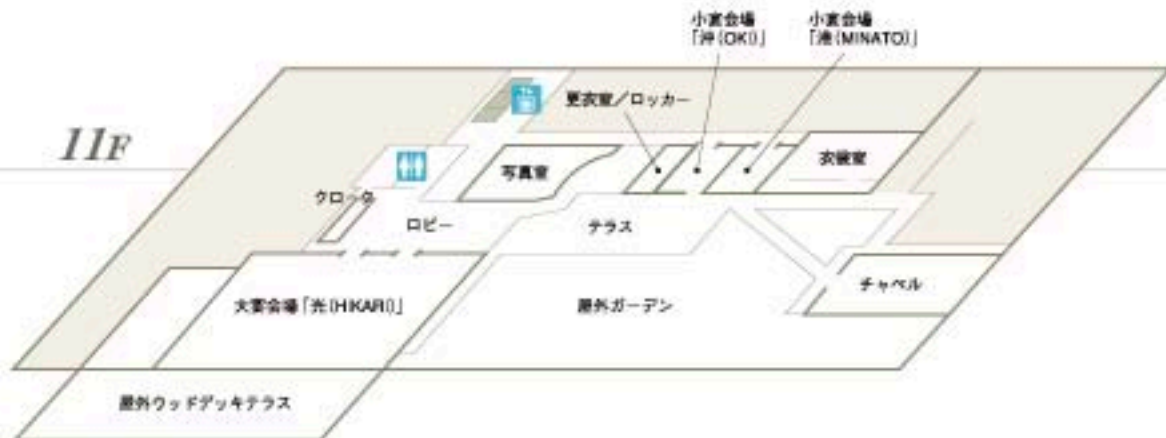 小宴会場
「沖(OKI)」
小宴会場
「港(MINATO)」
更衣室／ロッカー
11F
写真室
衣裳室
クローク
ロビー
テラス
チャペル
大宴会場「光(HIKARI)」
屋外ガーデン
屋外ウッドデッキテラス